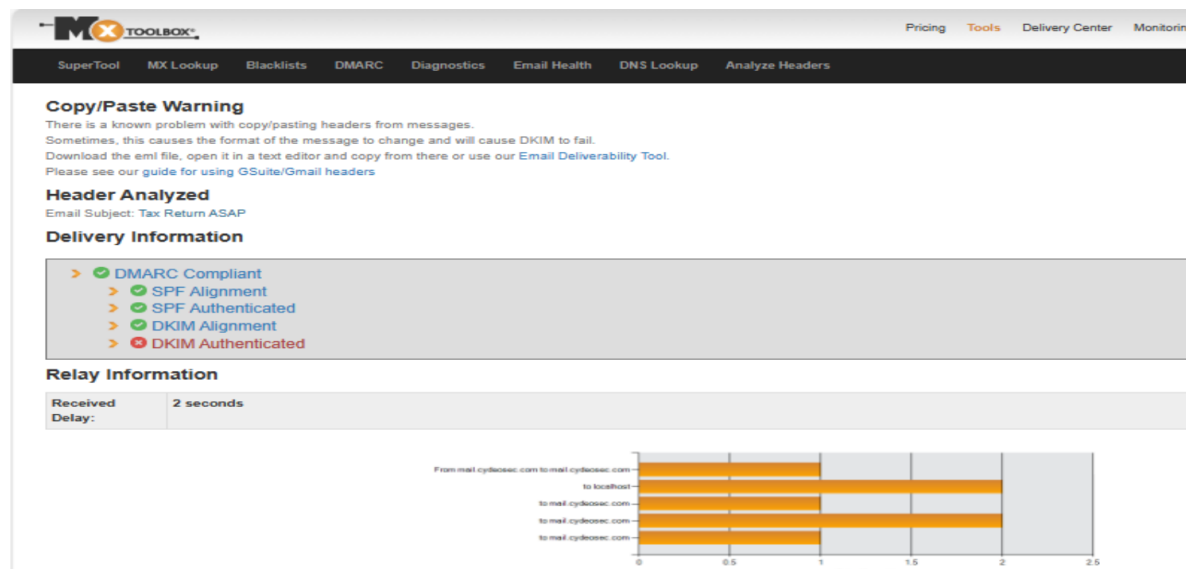 MX TOOLBOX®
Pricing Tools Delivery Center Monitorin
SuperTool MX Lookup Blacklists DMARC Diagnostics Email Health DNS Lookup Analyze Headers
Copy/Paste Warning
There is a known problem with copy/pasting headers from messages.
Sometimes, this causes the format of the message to change and will cause DKIM to fail.
Download the eml file, open it in a text editor and copy from there or use our Email Deliverability Tool.
Please see our guide for using GSuite/Gmail headers
Header Analyzed
Email Subject: Tax Return ASAP
Delivery Information
DMARC Compliant
SPF Alignment
SPF Authenticated
DKIM Alignment
DKIM Authenticated
Relay Information
Received 2 seconds
Delay:
From mail.cydeosec.com to mail.cydeosec.com
to localhost
to mail.cydeosec.com
to mail.cydeosec.com
to mail.cydeosec.com
0 0.5 1 1.5 2 2.5